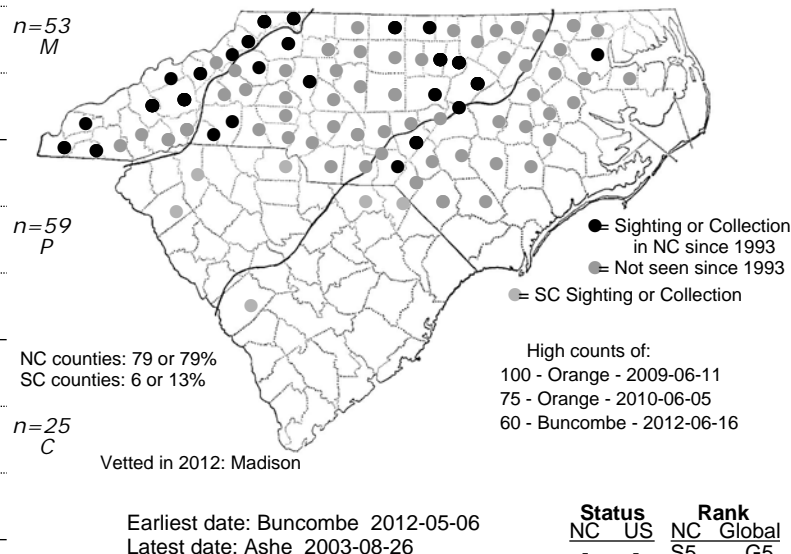 n=53
M
n=59
P
n=25
C
= Sighting or Collection
in NC since 1993
= Not seen since 1993
= SC Sighting or Collection
NC counties: 79 or 79%
SC counties: 6 or 13%
High counts of:
100 - Orange - 2009-06-11
75 - Orange - 2010-06-05
60 - Buncombe - 2012-06-16
Vetted in 2012: Madison
Earliest date: Buncombe 2012-05-06
Latest date: Ashe 2003-08-26
Status Rank
NC US NC Global
- - S5 G5